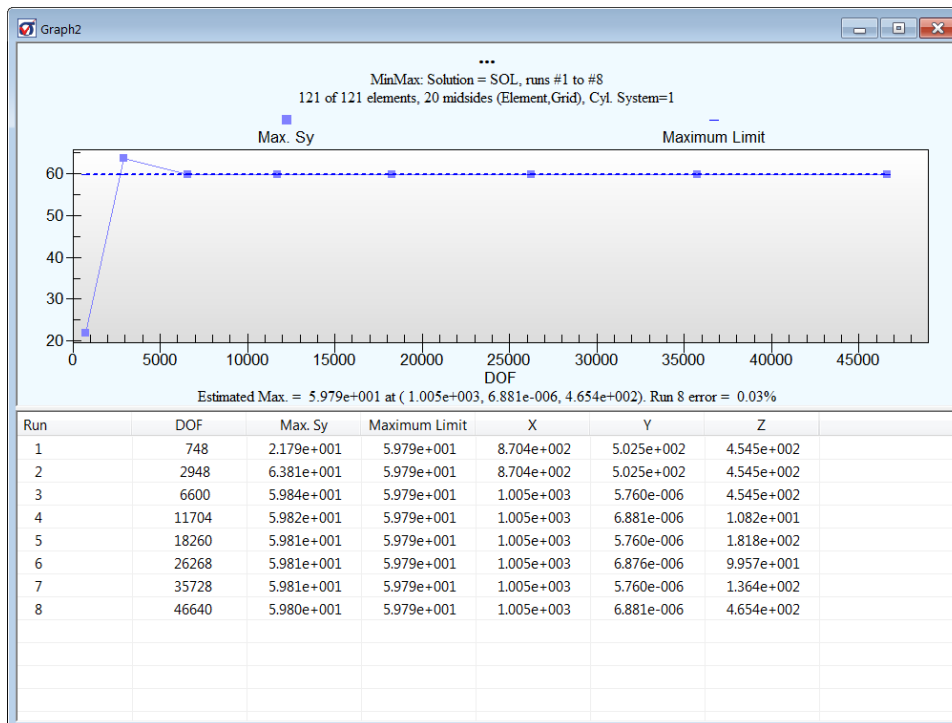 Graph2
...
MinMax: Solution = SOL, runs #1 to #8
121 of 121 elements, 20 midsides (Element,Grid), Cyl. System=1
Max. Sy Maximum Limit
60
50
40
30
20
0 5000 10000 15000 20000 25000 30000 35000 40000 45000
DOF
Estimated Max. = 5.979e+001 at ( 1.005e+003, 6.881e-006, 4.654e+002). Run 8 error = 0.03%
Run DOF Max. Sy Maximum Limit X Y Z
1 748 2.179e+001 5.979e+001 8.704e+002 5.025e+002 4.545e+002
2 2948 6.381e+001 5.979e+001 8.704e+002 5.025e+002 4.545e+002
3 6600 5.984e+001 5.979e+001 1.005e+003 5.760e-006 4.545e+002
4 11704 5.982e+001 5.979e+001 1.005e+003 6.881e-006 1.082e+001
5 18260 5.981e+001 5.979e+001 1.005e+003 5.760e-006 1.818e+002
6 26268 5.981e+001 5.979e+001 1.005e+003 6.876e-006 9.957e+001
7 35728 5.981e+001 5.979e+001 1.005e+003 5.760e-006 1.364e+002
8 46640 5.980e+001 5.979e+001 1.005e+003 6.881e-006 4.654e+002